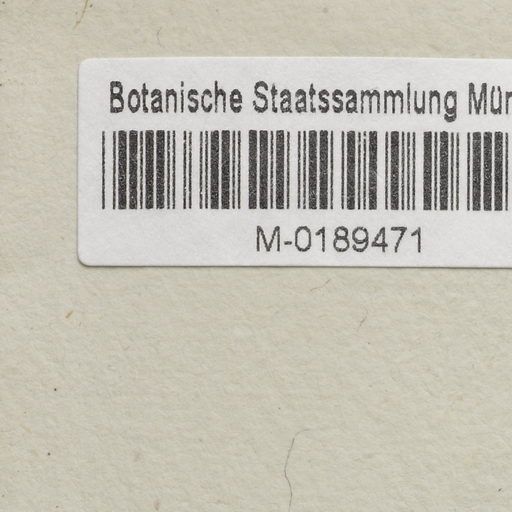 Botanische Staatssammlung Mün
M-0189471